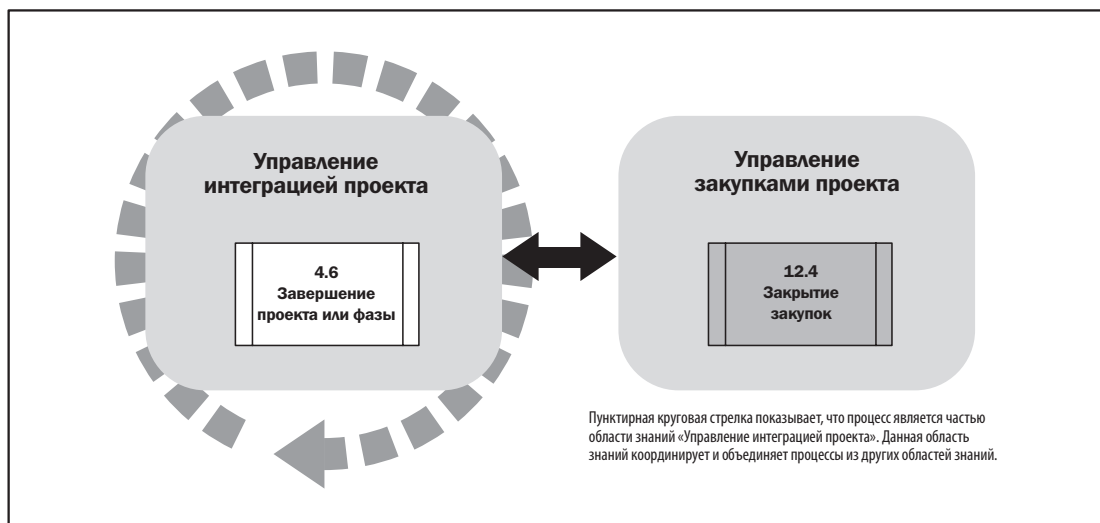 Управление
интеграцией проекта
4.6
Завершение
проекта или фазы
Управление
закупками проекта
12.4
Закрытие
закупок
Пунктирная круговая стрелка показывает, что процесс является частью
области знаний «Управление интеграцией проекта». Данная область
знаний координирует и объединяет процессы из других областей знаний.